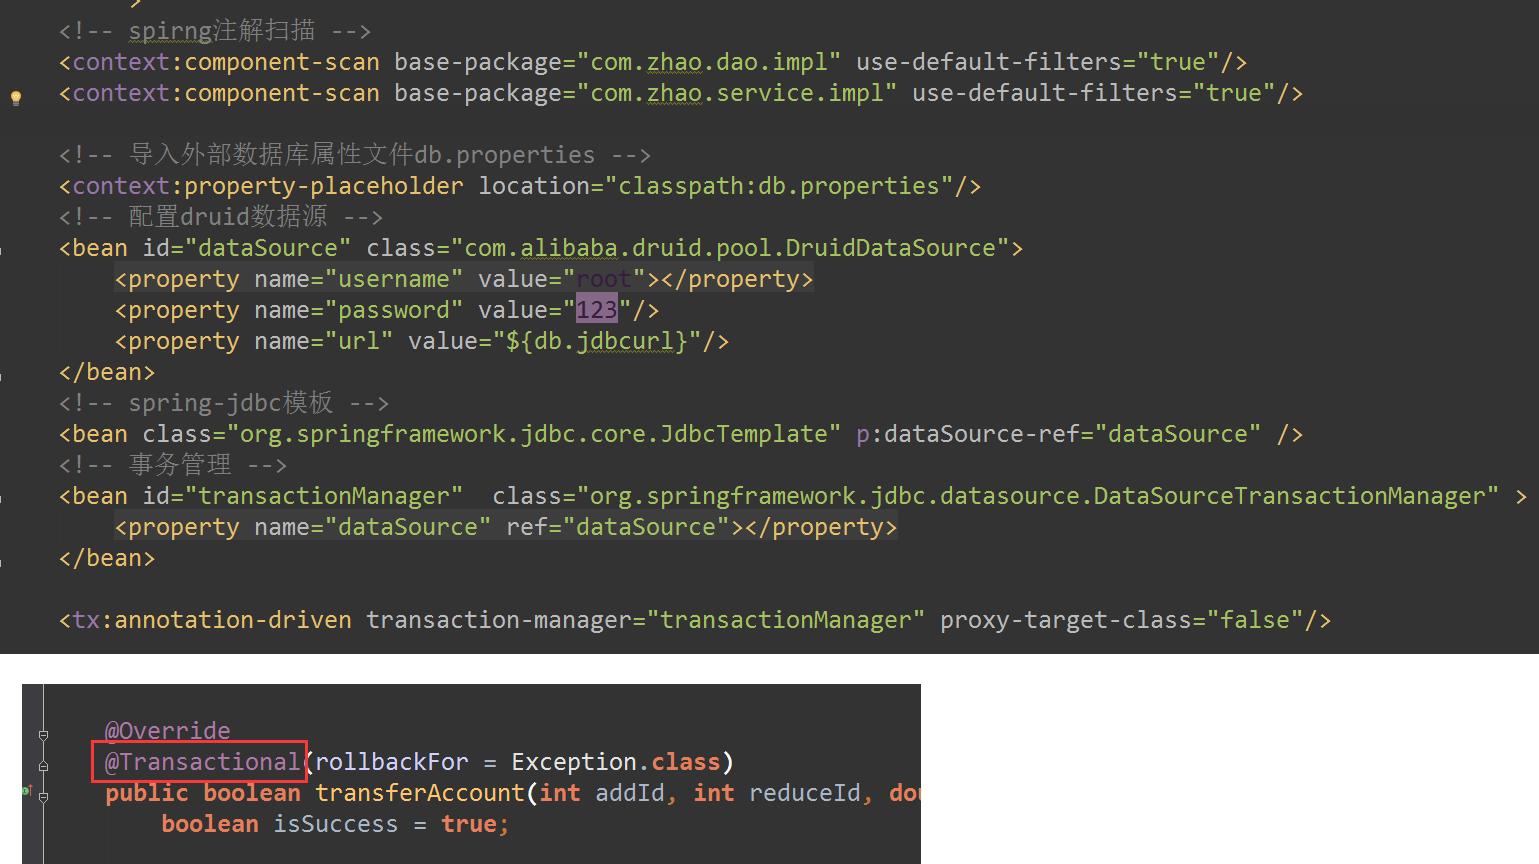 >
<!-- spirng注解扫描 -->
<context:component-scan base-package="com.zhao.dao.impl" use-default-filters="true"/>
<context:component-scan base-package="com.zhao.service.impl" use-default-filters="true"/>
<!-- 导入外部数据库属性文件db.properties -->
<context:property-placeholder location="classpath:db.properties"/>
<!-- 配置druid数据源 -->
<bean id="dataSource" class="com.alibaba.druid.pool.DruidDataSource">
<property name="username" value="root"></property>
<property name="password" value="123"/>
<property name="url" value="${db.jdbcurl}"/>
</bean>
<!-- spring-jdbc模板 -->
<bean class="org.springframework.jdbc.core.JdbcTemplate" p:dataSource-ref="dataSource" />
<!-- 事务管理 -->
<bean id="transactionManager"  class="org.springframework.jdbc.datasource.DataSourceTransactionManager" >
<property name="dataSource" ref="dataSource"></property>
</bean>
<tx:annotation-driven transaction-manager="transactionManager" proxy-target-class="false"/>
@Override
@Transactional(rollbackFor = Exception.class)
public boolean transferAccount(int addId, int reduceId, dou
boolean isSuccess = true;